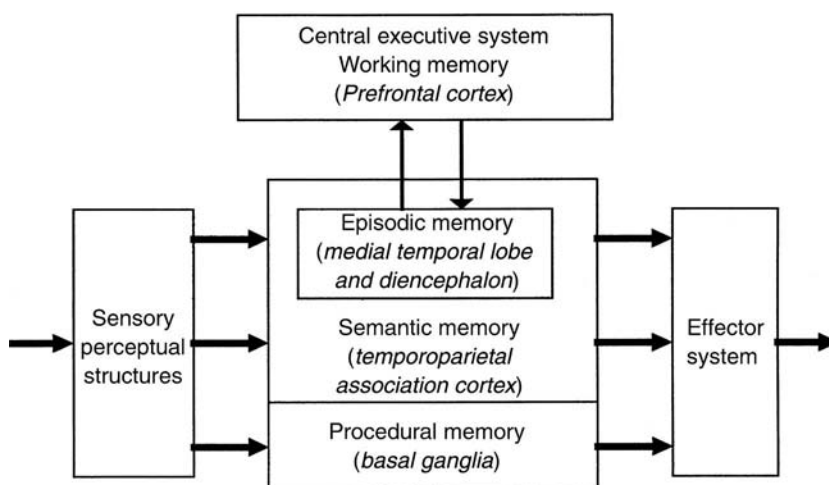 Central executive system
Working memory
(Prefrontal cortex)
Episodic memory
(medial temporal lobe
and diencephalon)
Sensory
perceptual
structures
Semantic memory
(temporoparietal
association cortex)
Effector
system
Procedural memory
(basal ganglia)